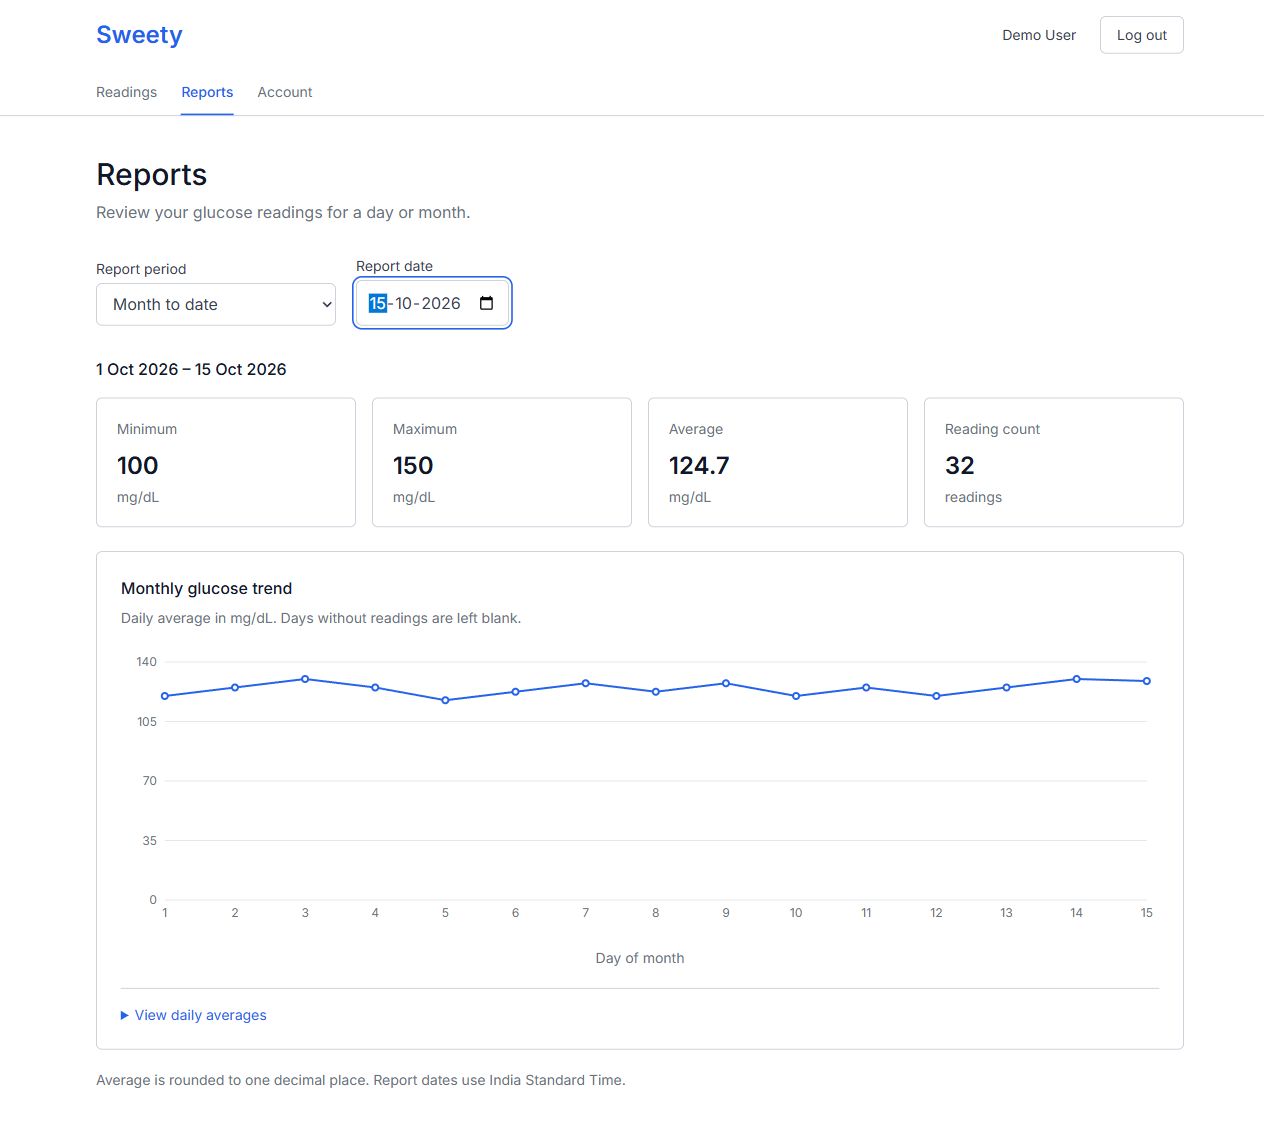 Sweety
Demo User
Log out
Readings
Reports
Account
Reports
Review your glucose readings for a day or month.
Report period
Report date
Month to date
15-10-2026
1 Oct 2026 – 15 Oct 2026
Minimum
100
mg/dL
Maximum
150
mg/dL
Average
124.7
mg/dL
Reading count
32
readings
Monthly glucose trend
Daily average in mg/dL. Days without readings are left blank.
140
105
70
35
0
1 2 3 4 5 6 7 8 9 10 11 12 13 14 15
Day of month
View daily averages
Average is rounded to one decimal place. Report dates use India Standard Time.